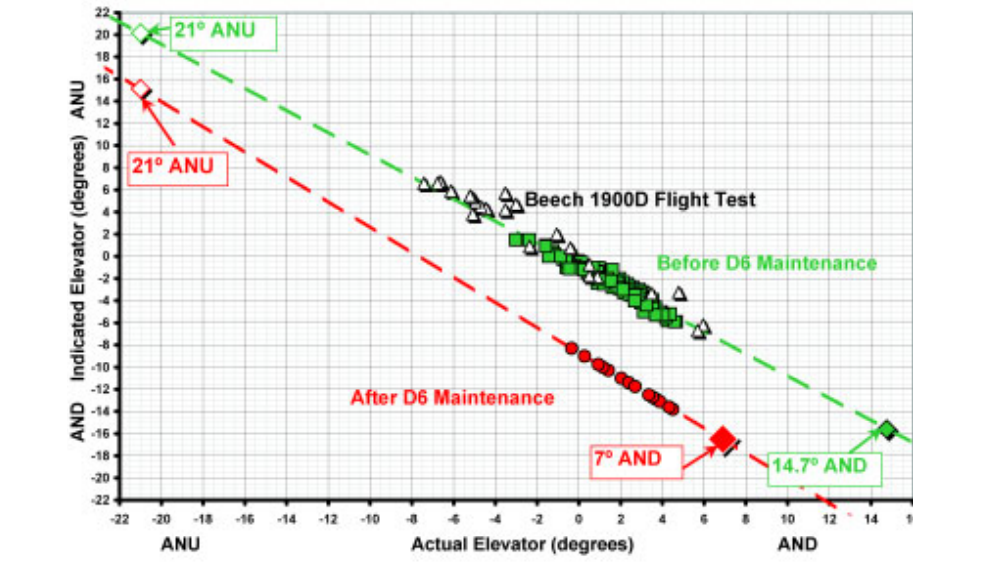 22
20
18
16
14
12
10
8
6
4
2
0
-2
-4
-6
-8
-10
-12
-14
-16
-18
-20
-22
AND Indicated Elevator (degrees) ANU
21º ANU
21º ANU
Beech 1900D Flight Test
Before D6 Maintenance
After D6 Maintenance
7º AND
14.7º AND
-22 -20 -18 -16 -14 -12 -10 -8 -6 -4 -2 0 2 4 6 8 10 12 14
ANU Actual Elevator (degrees) AND